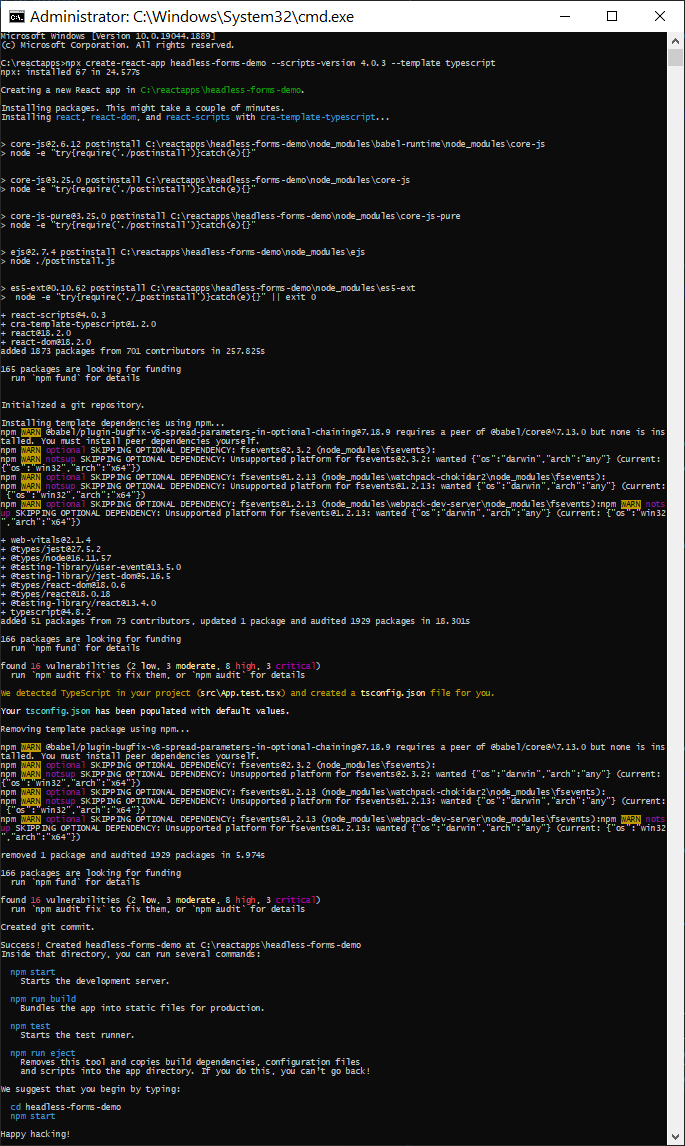 Administrator: C:\Windows\System32\cmd.exe
Microsoft Windows [Version 10.0.19044.1889]
(c) Microsoft Corporation. All rights reserved.
C:\reactapps>npx create-react-app headless-forms-demo --scripts-version 4.0.3 --template typescript
npx: installed 67 in 24.577s
Creating a new React app in C:\reactapps\headless-forms-demo.
Installing packages. This might take a couple of minutes.
Installing react, react-dom, and react-scripts with cra-template-typescript...
> core-js@2.6.12 postinstall C:\reactapps\headless-forms-demo\node_modules\babel-runtime\node_modules\core-js
> node -e "try{require('./postinstall')}catch(e){}"
> core-js@3.25.0 postinstall C:\reactapps\headless-forms-demo\node_modules\core-js
> node -e "try{require('./postinstall')}catch(e){}"
> core-js-pure@3.25.0 postinstall C:\reactapps\headless-forms-demo\node_modules\core-js-pure
> node -e "try{require('./postinstall')}catch(e){}"
> ejs@2.7.4 postinstall C:\reactapps\headless-forms-demo\node_modules\ejs
> node ./postinstall.js
> es5-ext@0.10.62 postinstall C:\reactapps\headless-forms-demo\node_modules\es5-ext
>  node -e "try{require('./_postinstall')}catch(e){}" || exit 0
+ react-scripts@4.0.3
+ cra-template-typescript@1.2.0
+ react@18.2.0
+ react-dom@18.2.0
added 1873 packages from 701 contributors in 257.825s
165 packages are looking for funding
  run `npm fund` for details
Initialized a git repository.
Installing template dependencies using npm...
npm WARN @babel/plugin-bugfix-v8-spread-parameters-in-optional-chaining@7.18.9 requires a peer of @babel/core@^7.13.0 but none is ins
talled. You must install peer dependencies yourself.
npm WARN optional SKIPPING OPTIONAL DEPENDENCY: fsevents@2.3.2 (node_modules\fsevents):
npm WARN notsup SKIPPING OPTIONAL DEPENDENCY: Unsupported platform for fsevents@2.3.2: wanted {"os":"darwin","arch":"any"} (current: 
{"os":"win32","arch":"x64"})
npm WARN optional SKIPPING OPTIONAL DEPENDENCY: fsevents@1.2.13 (node_modules\watchpack-chokidar2\node_modules\fsevents):
npm WARN notsup SKIPPING OPTIONAL DEPENDENCY: Unsupported platform for fsevents@1.2.13: wanted {"os":"darwin","arch":"any"} (current:
 {"os":"win32","arch":"x64"})
npm WARN optional SKIPPING OPTIONAL DEPENDENCY: fsevents@1.2.13 (node_modules\webpack-dev-server\node_modules\fsevents):npm WARN nots
up SKIPPING OPTIONAL DEPENDENCY: Unsupported platform for fsevents@1.2.13: wanted {"os":"darwin","arch":"any"} (current: {"os":"win32
","arch":"x64"})
+ web-vitals@2.1.4
+ @types/jest@27.5.2
+ @types/node@16.11.57
+ @testing-library/user-event@13.5.0
+ @testing-library/jest-dom@5.16.5
+ @types/react-dom@18.0.6
+ @types/react@18.0.18
+ @testing-library/react@13.4.0
+ typescript@4.8.2
added 51 packages from 73 contributors, updated 1 package and audited 1929 packages in 18.301s
166 packages are looking for funding
  run `npm fund` for details
found 16 vulnerabilities (2 low, 3 moderate, 8 high, 3 critical)
  run `npm audit fix` to fix them, or `npm audit` for details
We detected TypeScript in your project (src\App.test.tsx) and created a tsconfig.json file for you.
Your tsconfig.json has been populated with default values.
Removing template package using npm...
npm WARN @babel/plugin-bugfix-v8-spread-parameters-in-optional-chaining@7.18.9 requires a peer of @babel/core@^7.13.0 but none is ins
talled. You must install peer dependencies yourself.
npm WARN optional SKIPPING OPTIONAL DEPENDENCY: fsevents@2.3.2 (node_modules\fsevents):
npm WARN notsup SKIPPING OPTIONAL DEPENDENCY: Unsupported platform for fsevents@2.3.2: wanted {"os":"darwin","arch":"any"} (current: 
{"os":"win32","arch":"x64"})
npm WARN optional SKIPPING OPTIONAL DEPENDENCY: fsevents@1.2.13 (node_modules\watchpack-chokidar2\node_modules\fsevents):
npm WARN notsup SKIPPING OPTIONAL DEPENDENCY: Unsupported platform for fsevents@1.2.13: wanted {"os":"darwin","arch":"any"} (current:
 {"os":"win32","arch":"x64"})
npm WARN optional SKIPPING OPTIONAL DEPENDENCY: fsevents@1.2.13 (node_modules\webpack-dev-server\node_modules\fsevents):npm WARN nots
up SKIPPING OPTIONAL DEPENDENCY: Unsupported platform for fsevents@1.2.13: wanted {"os":"darwin","arch":"any"} (current: {"os":"win32
","arch":"x64"})
removed 1 package and audited 1929 packages in 5.974s
166 packages are looking for funding
  run `npm fund` for details
found 16 vulnerabilities (2 low, 3 moderate, 8 high, 3 critical)
  run `npm audit fix` to fix them, or `npm audit` for details
Created git commit.
Success! Created headless-forms-demo at C:\reactapps\headless-forms-demo
Inside that directory, you can run several commands:
  npm start
    Starts the development server.
  npm run build
    Bundles the app into static files for production.
  npm test
    Starts the test runner.
  npm run eject
    Removes this tool and copies build dependencies, configuration files
    and scripts into the app directory. If you do this, you can't go back!
We suggest that you begin by typing:
  cd headless-forms-demo
  npm start
Happy hacking!